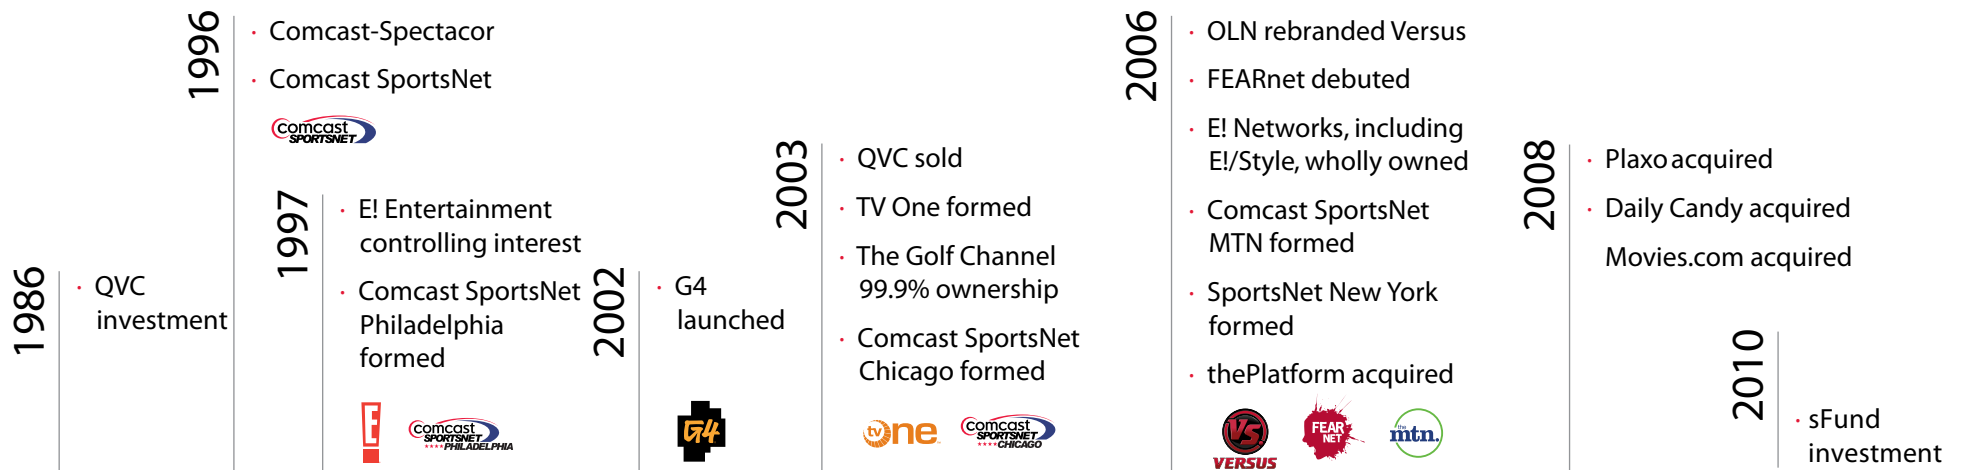 1986
· QVC
investment
1996
· Comcast-Spectacor
· Comcast SportsNet
comcast
SPORTSNET
1997
· E! Entertainment
controlling interest
· Comcast SportsNet
Philadelphia
formed
E!
comcast
SPORTSNET
PHILADELPHIA
2002
· G4
launched
G4
2003
· QVC sold
· TV One formed
· The Golf Channel
99.9% ownership
· Comcast SportsNet
Chicago formed
tv One
comcast
SPORTSNET
CHICAGO
2006
· OLN rebranded Versus
· FEARnet debuted
· E! Networks, including
E!/Style, wholly owned
· Comcast SportsNet
MTN formed
· SportsNet New York
formed
· thePlatform acquired
VS
VERSUS
FEAR
NET
the
mtn.
2008
· Plaxo acquired
· Daily Candy acquired
Movies.com acquired
2010
· sFund
investment